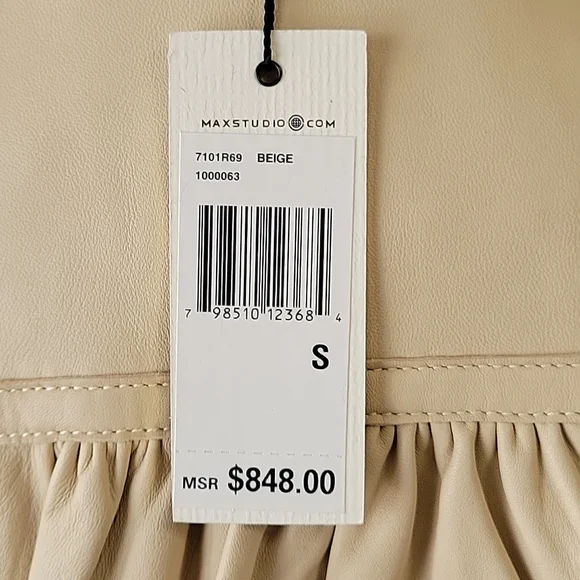 MAXSTUDIO COM
7101R69 BEIGE
1000063
7 98510 12368 4
S
MSR $848.00